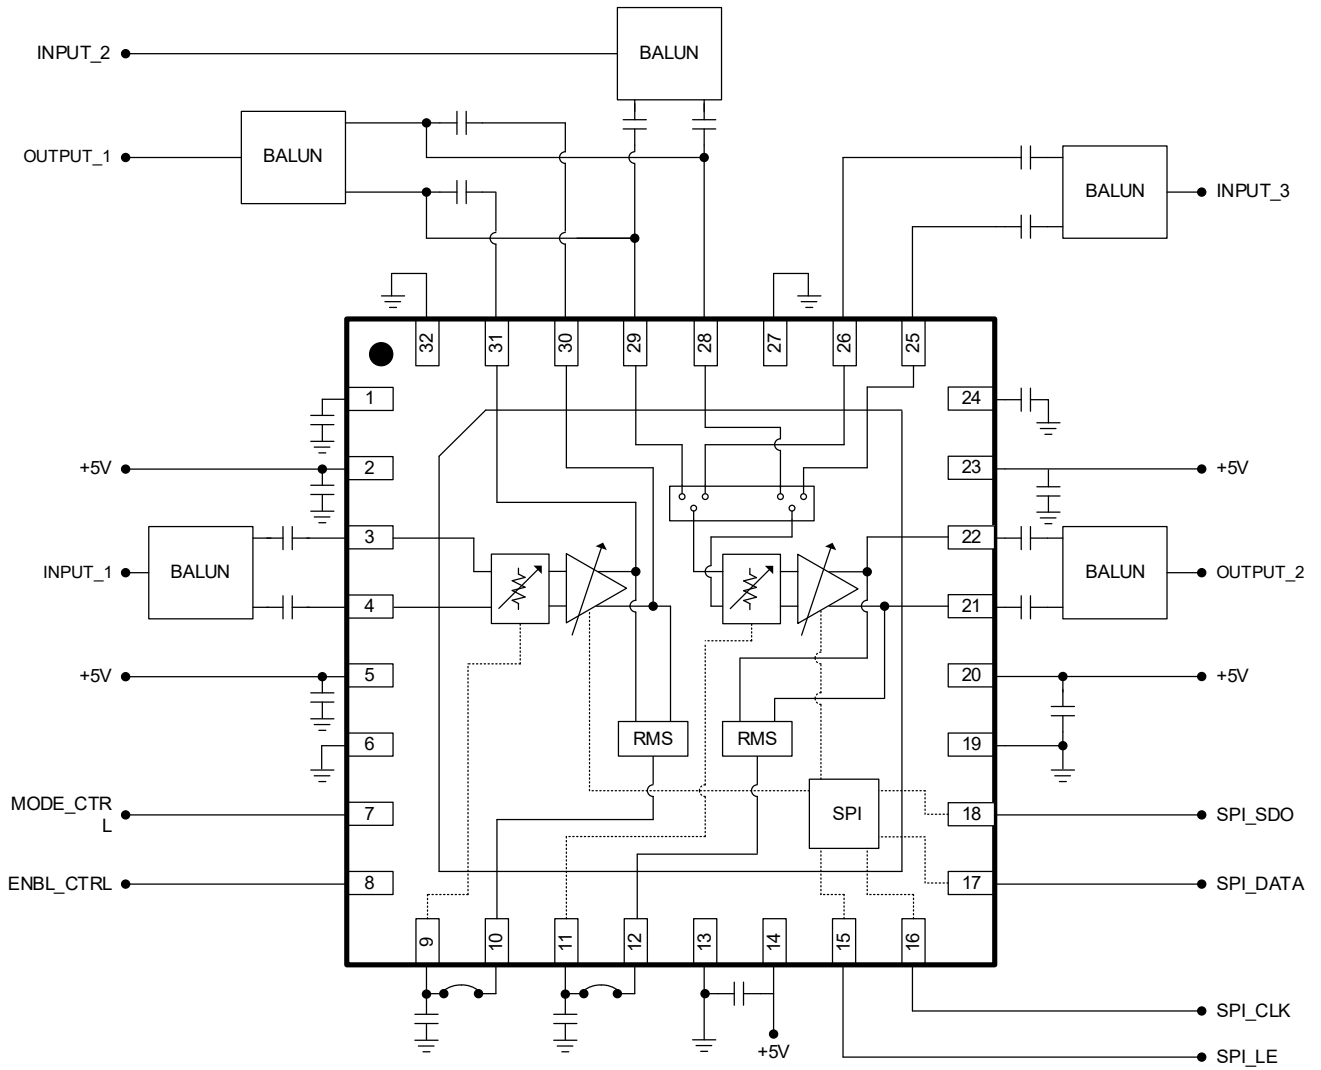 INPUT_2
BALUN
OUTPUT_1
BALUN
BALUN
INPUT_3
32
31
30
29
28
27
26
25
1
24
+5V
2
23
+5V
INPUT_1
BALUN
3
22
BALUN
OUTPUT_2
4
21
+5V
5
20
+5V
RMS
RMS
6
19
MODE_CTR
L
7
SPI
18
SPI_SDO
ENBL_CTRL
8
17
SPI_DATA
9
10
11
12
13
14
15
16
SPI_CLK
+5V
SPI_LE